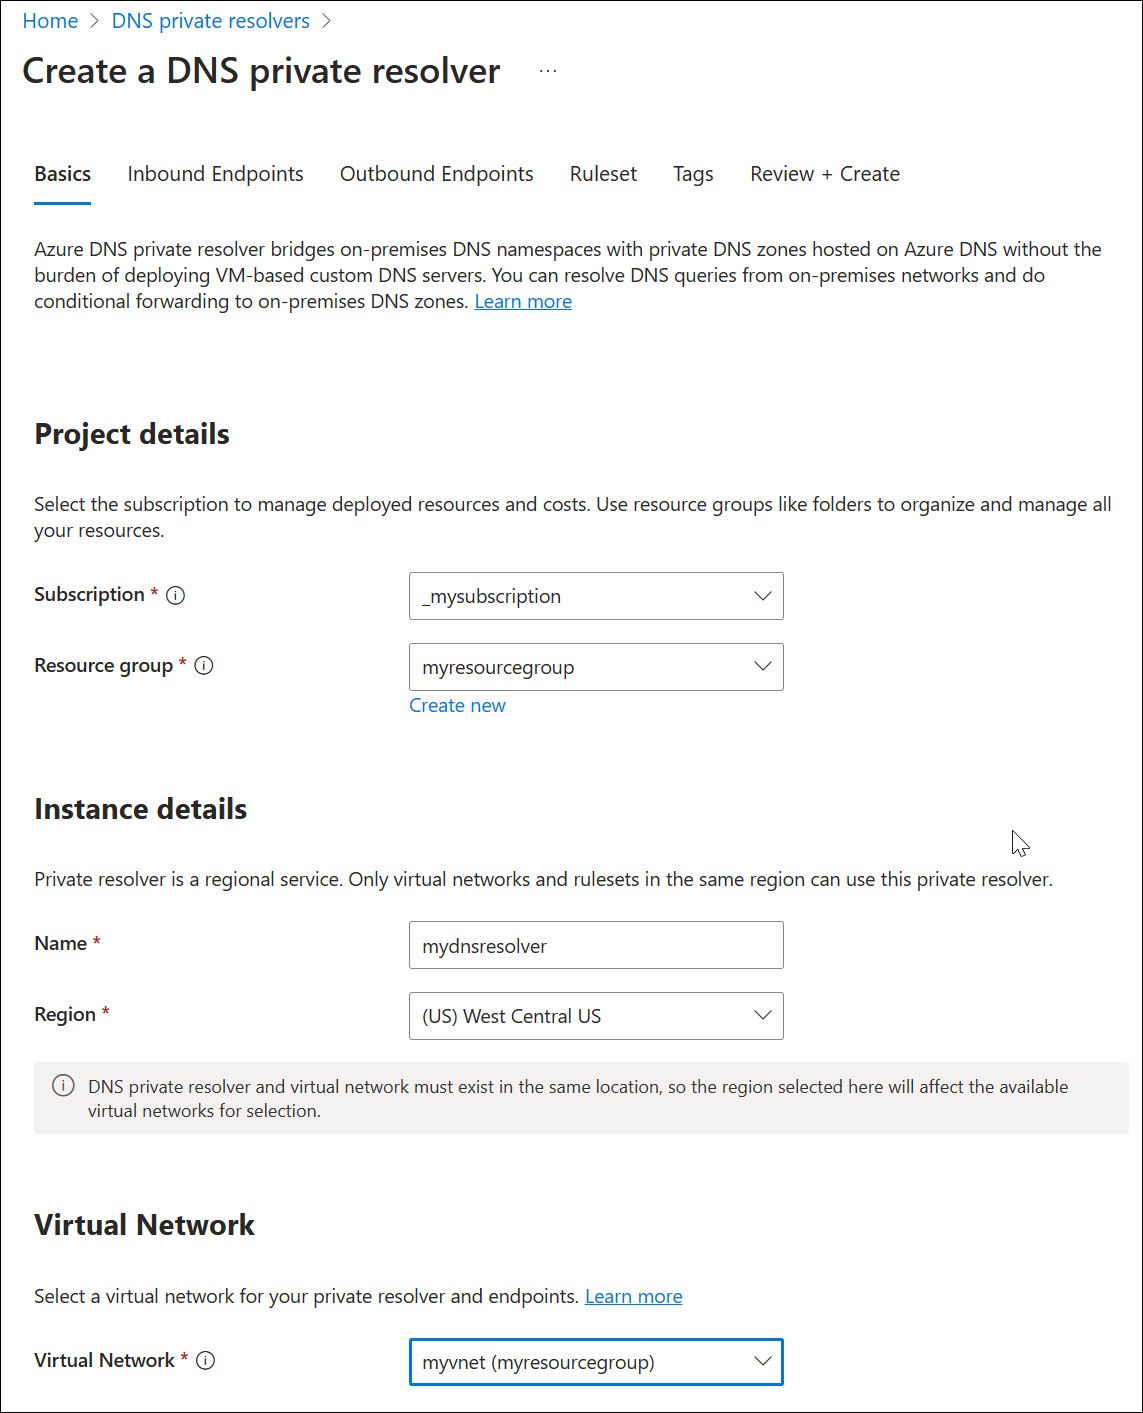 Home > DNS private resolvers >
Create a DNS private resolver ...
Basics Inbound Endpoints Outbound Endpoints Ruleset Tags Review + Create
Azure DNS private resolver bridges on-premises DNS namespaces with private DNS zones hosted on Azure DNS without the
burden of deploying VM-based custom DNS servers. You can resolve DNS queries from on-premises networks and do
conditional forwarding to on-premises DNS zones. Learn more
Project details
Select the subscription to manage deployed resources and costs. Use resource groups like folders to organize and manage all
your resources.
Subscription * _mysubscription
Resource group * myresourcegroup
Create new
Instance details
Private resolver is a regional service. Only virtual networks and rulesets in the same region can use this private resolver.
Name * mydnsresolver
Region * (US) West Central US
DNS private resolver and virtual network must exist in the same location, so the region selected here will affect the available
virtual networks for selection.
Virtual Network
Select a virtual network for your private resolver and endpoints. Learn more
Virtual Network * myvnet (myresourcegroup)